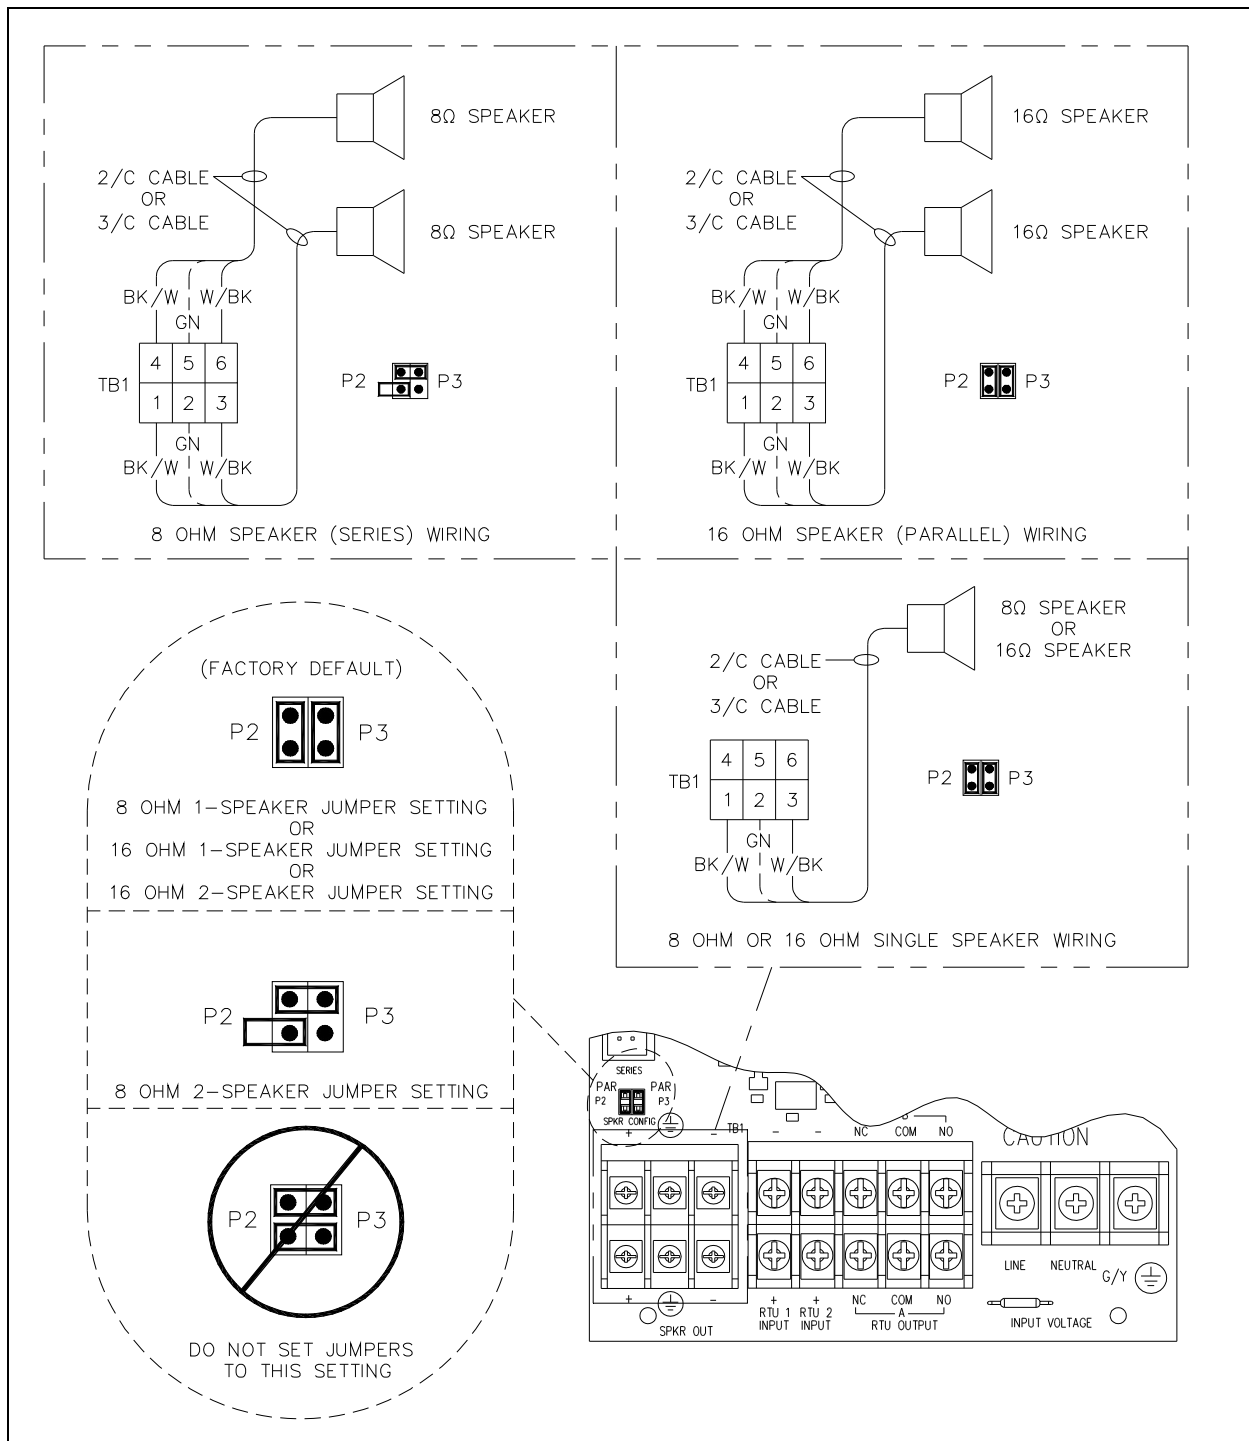 8Ω SPEAKER
2/C CABLE
OR
3/C CABLE
8Ω SPEAKER
BK/W W/BK
GN
TB1
4 5 6
1 2 3
P2 P3
GN
BK/W W/BK
8 OHM SPEAKER (SERIES) WIRING
16Ω SPEAKER
2/C CABLE
OR
3/C CABLE
16Ω SPEAKER
BK/W W/BK
GN
TB1
4 5 6
1 2 3
P2 P3
GN
BK/W W/BK
16 OHM SPEAKER (PARALLEL) WIRING
8Ω SPEAKER
OR
16Ω SPEAKER
2/C CABLE
OR
3/C CABLE
TB1
4 5 6
1 2 3
P2 P3
GN
BK/W W/BK
8 OHM OR 16 OHM SINGLE SPEAKER WIRING
(FACTORY DEFAULT)
P2 P3
8 OHM 1-SPEAKER JUMPER SETTING
OR
16 OHM 1-SPEAKER JUMPER SETTING
OR
16 OHM 2-SPEAKER JUMPER SETTING
P2 P3
8 OHM 2-SPEAKER JUMPER SETTING
P2 P3
DO NOT SET JUMPERS
TO THIS SETTING
SERIES
PAR PAR
P2 P3
SPKR CONFIG
+ - TB1 - - NC COM NO
CAUTION
LINE NEUTRAL G/Y
+ - + + NC COM NO
RTU 1 RTU 2 A
INPUT INPUT RTU OUTPUT
SPKR OUT
INPUT VOLTAGE